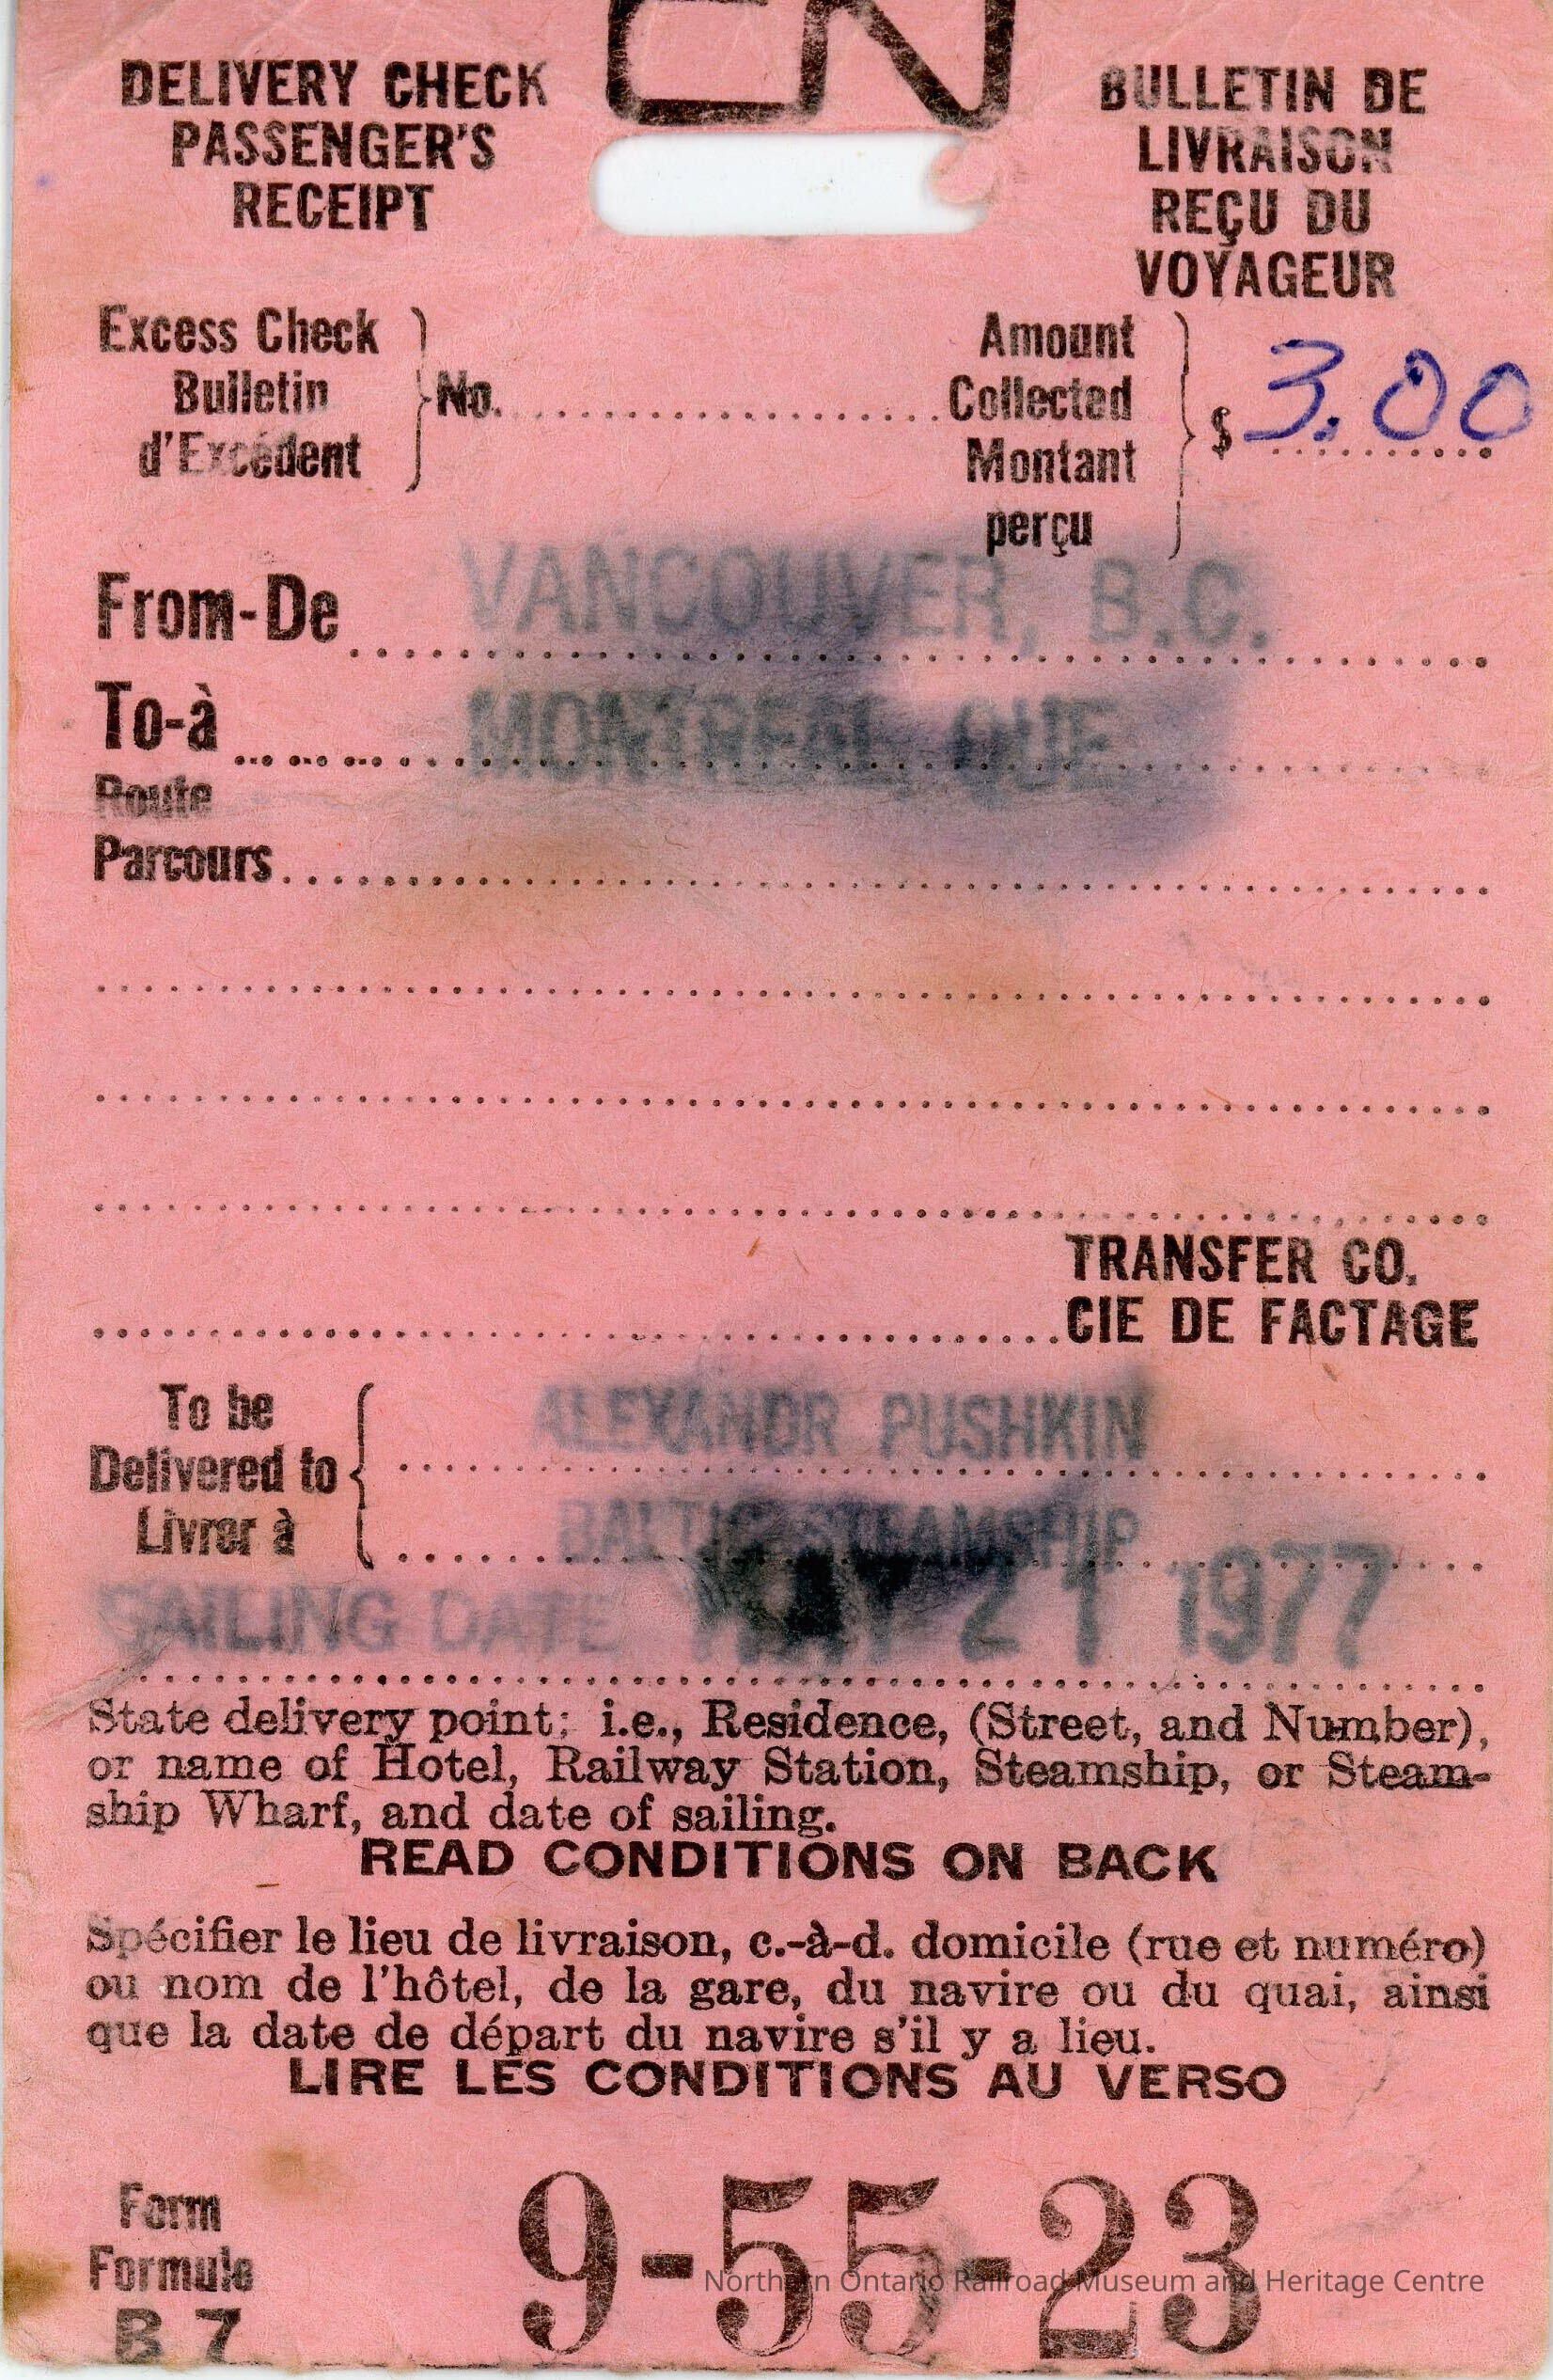 CN
DELIVERY CHECK
PASSENGER'S
RECEIPT
BULLETIN DE
LIVRAISON
REÇU DU
VOYAGEUR
Excess Check
Bulletin
d'Excédent
No.
Amount
Collected
Montant
perçu
$ 3.00
From-De VANCOUVER, B.C.
To-à MONTREAL QUE
Route
Parcours
TRANSFER CO.
CIE DE FACTAGE
To be
Delivered to
Livrer à
ALEXANDR PUSHKIN
BALTIC STEAMSHIP
SAILING DATE MAY 21 1977
State delivery point; i.e., Residence, (Street, and Number),
or name of Hotel, Railway Station, Steamship, or Steam-
ship Wharf, and date of sailing.
READ CONDITIONS ON BACK
Spécifier le lieu de livraison, c.-à-d. domicile (rue et numéro)
ou nom de l'hôtel, de la gare, du navire ou du quai, ainsi
que la date de départ du navire s'il y a lieu.
LIRE LES CONDITIONS AU VERSO
Form
Formule
B 7
9-55-23
Northern Ontario Railroad Museum and Heritage Centre